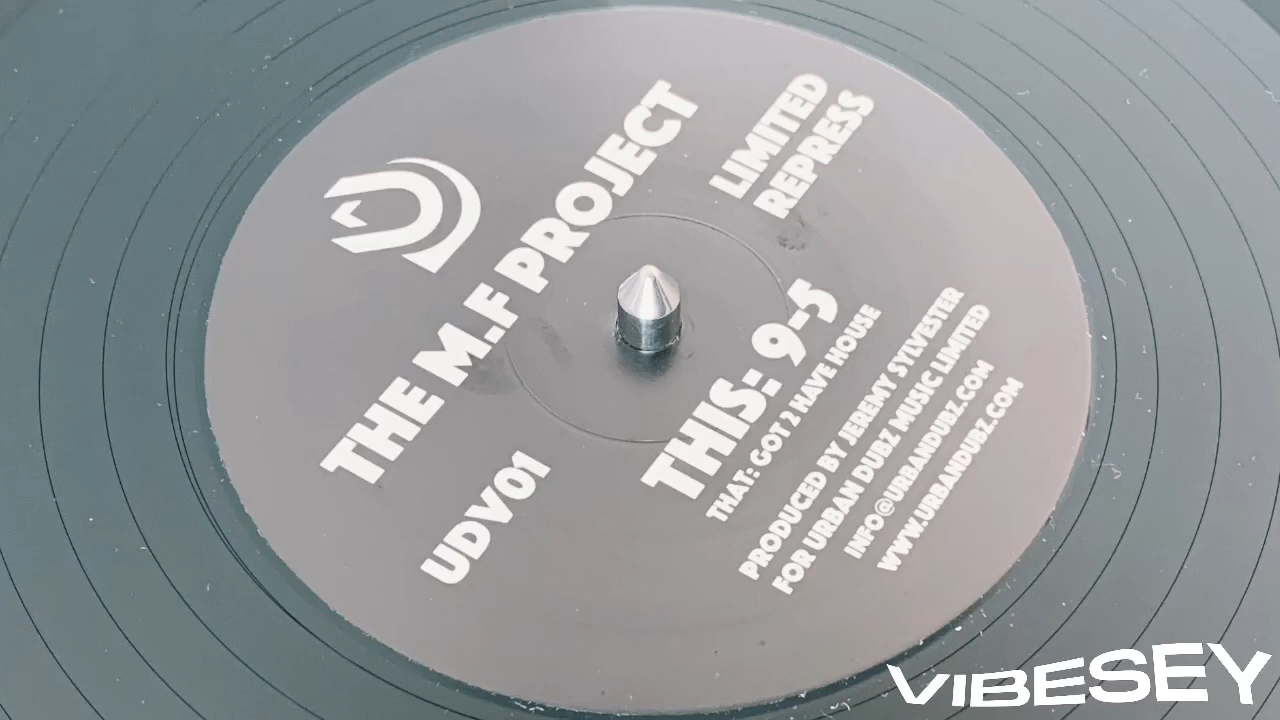 THE M.F PROJECT
LIMITED
REPRESS
UDV01
THIS: 9-5
THAT: GOT 2 HAVE HOUSE
PRODUCED BY JEREMY SYLVESTER
FOR URBAN DUBZ MUSIC LIMITED
INFO@URBANDUBZ.COM
WWW.URBANDUBZ.COM
VIBESEY